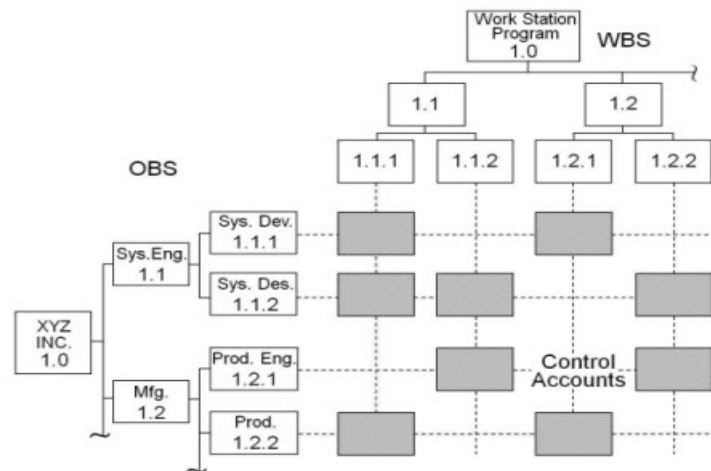 Work Station
Program
1.0
WBS
1.1
1.2
1.1.1
1.1.2
1.2.1
1.2.2
OBS
Sys. Dev.
1.1.1
Sys.Eng.
1.1
Sys. Des.
1.1.2
XYZ
INC.
1.0
Prod. Eng.
1.2.1
Control
Accounts
Mfg.
1.2
Prod.
1.2.2